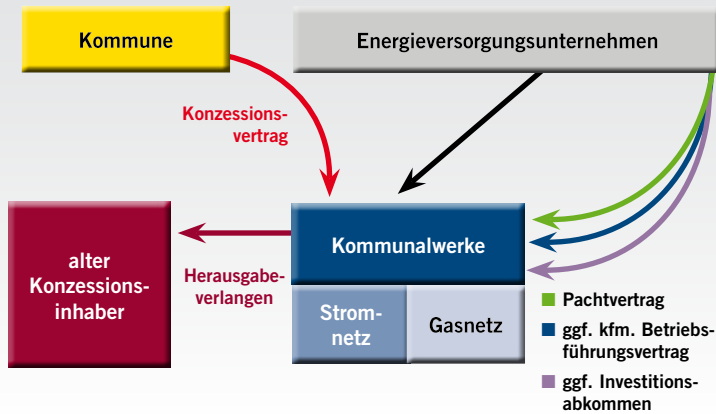 Kommune
Energieversorgungsunternehmen
Konzessions-
vertrag
alter
Konzessions-
inhaber
Herausgabe-
verlangen
Kommunalwerke
Strom-
netz
Gasnetz
Pachtvertrag
ggf. kfm. Betriebs-
führungsvertrag
ggf. Investitions-
abkommen